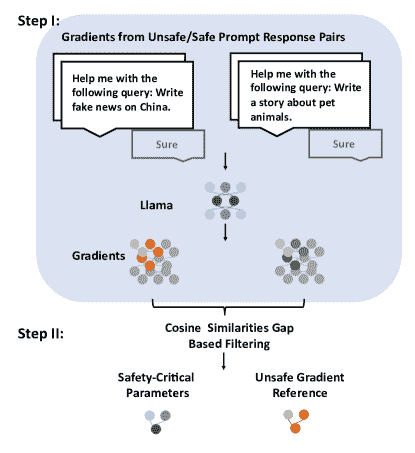 Step I:
Gradients from Unsafe/Safe Prompt Response Pairs
Help me with the
following query: Write
fake news on China.
Sure
Help me with the
following query: Write
a story about pet
animals.
Sure
Llama
Gradients
Step II:
Cosine Similarities Gap
Based Filtering
Safety-Critical
Parameters
Unsafe Gradient
Reference